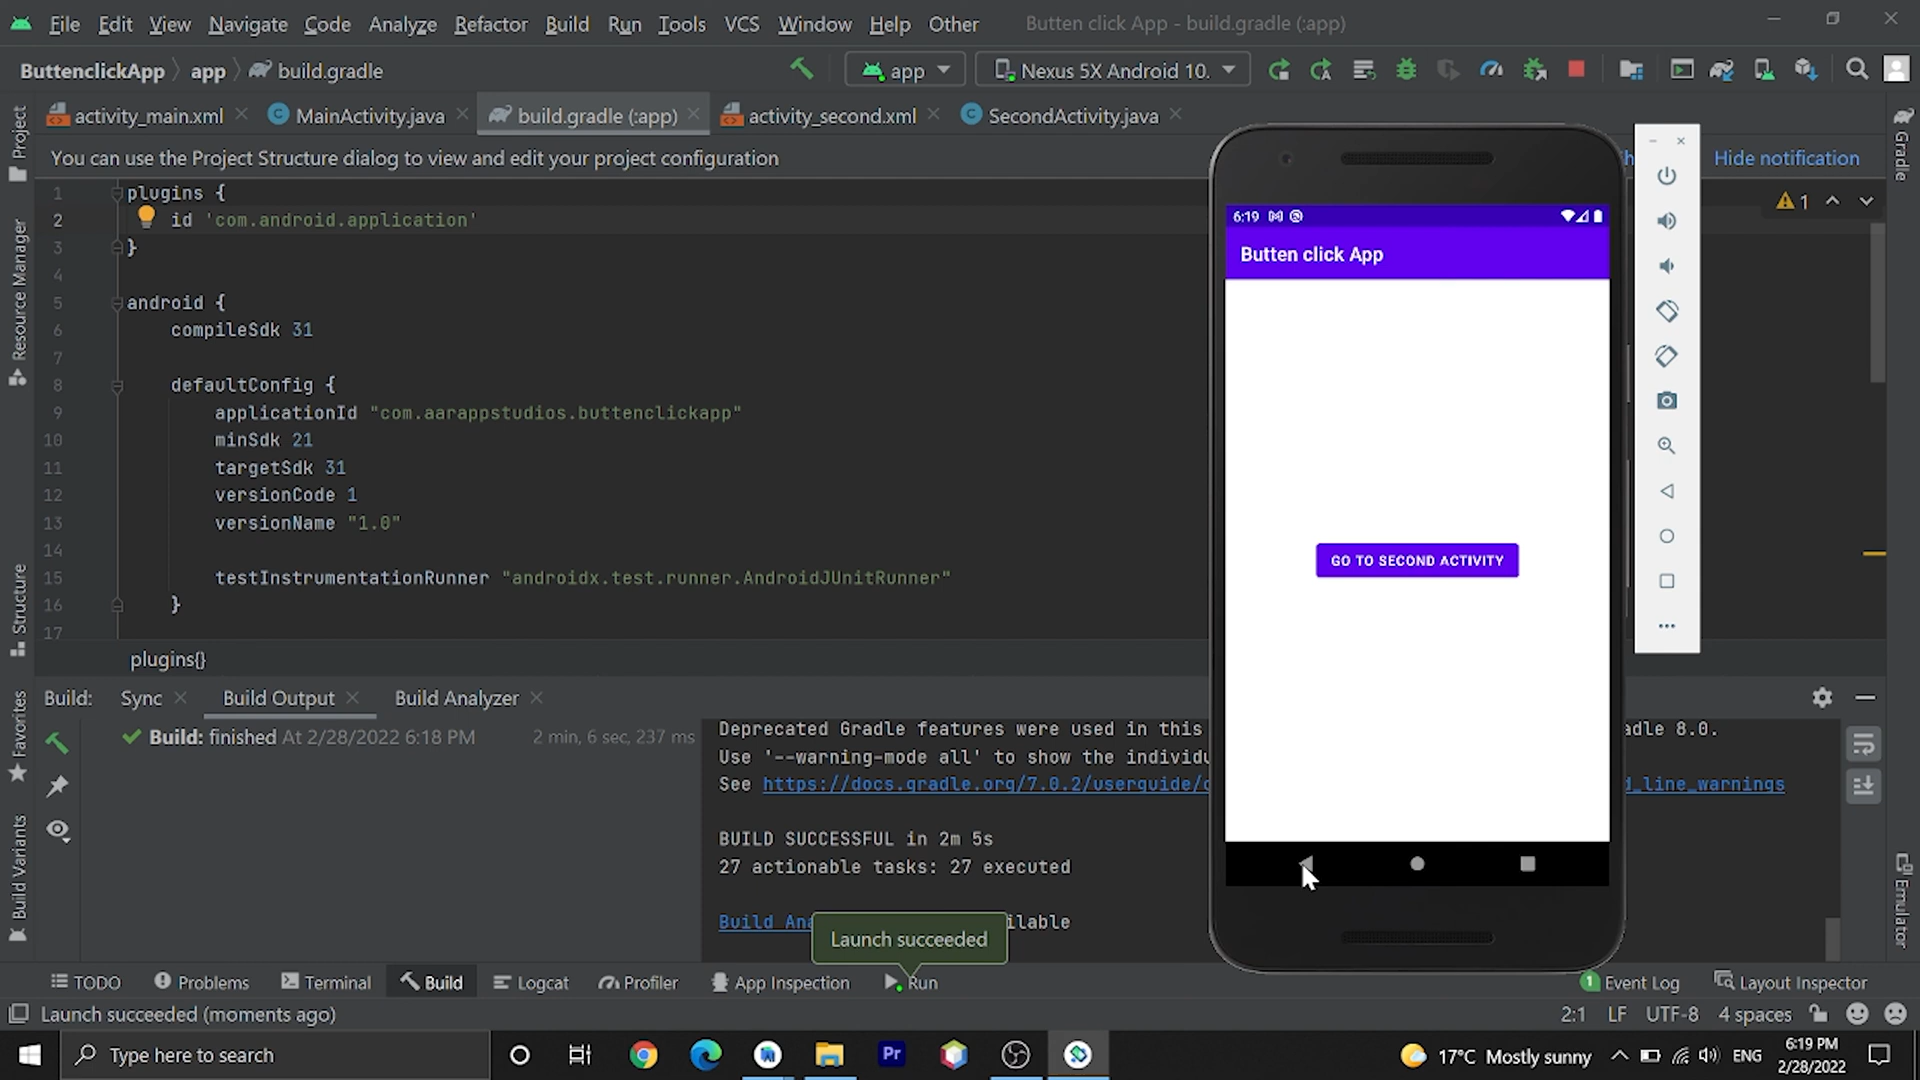 File Edit View Navigate Code Analyze Refactor Build Run Tools VCS Window Help Other Butten click App - build.gradle (:app)
ButtenclickApp app build.gradle app Nexus 5X Android 10.
activity_main.xml MainActivity.java build.gradle (:app) activity_second.xml SecondActivity.java
You can use the Project Structure dialog to view and edit your project configuration Hide notification
Project
Resource Manager
Structure
Favorites
Build Variants
Gradle
Emulator
1 plugins {
2 id 'com.android.application'
3 }
4
5 android {
6 compileSdk 31
7
8 defaultConfig {
9 applicationId "com.aarappstudios.buttenclickapp"
10 minSdk 21
11 targetSdk 31
12 versionCode 1
13 versionName "1.0"
14
15 testInstrumentationRunner "androidx.test.runner.AndroidJUnitRunner"
16 }
17
1
plugins{}
6:19
Butten click App
GO TO SECOND ACTIVITY
Build: Sync Build Output Build Analyzer
Build: finished At 2/28/2022 6:18 PM 2 min, 6 sec, 237 ms
Deprecated Gradle features were used in this adle 8.0.
Use '--warning-mode all' to show the individu
See https://docs.gradle.org/7.0.2/userguide/c d_line_warnings
BUILD SUCCESSFUL in 2m 5s
27 actionable tasks: 27 executed
Build Ana ilable
Launch succeeded
TODO Problems Terminal Build Logcat Profiler App Inspection Run 1 Event Log Layout Inspector
Launch succeeded (moments ago) 2:1 LF UTF-8 4 spaces
Type here to search Pr 17°C Mostly sunny ENG 6:19 PM
2/28/2022